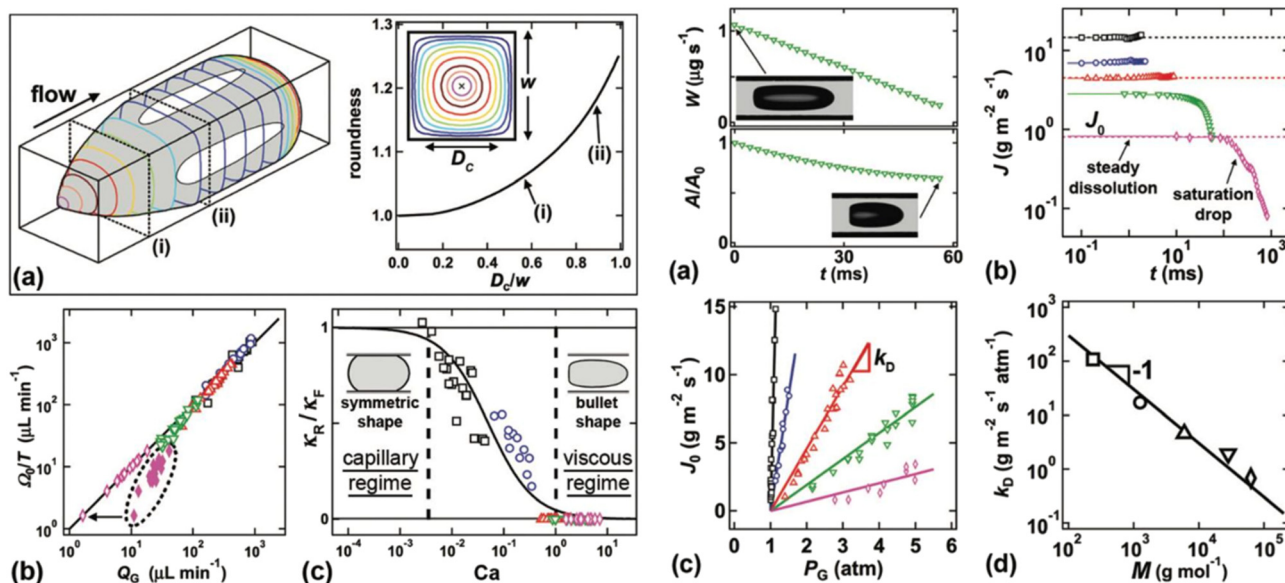 flow
(i)
(ii)
(a)
roundness
1.3
1.2
1.1
1.0
w
D_c
(ii)
(i)
0.0 0.2 0.4 0.6 0.8 1.0
D_c/w
(b)
Ω_0/T (µL min⁻¹)
10³
10²
10¹
10⁰
10⁰ 10¹ 10² 10³
Q_G (µL min⁻¹)
(c)
κ_R/κ_F
1
0
symmetric
shape
capillary
regime
bullet
shape
viscous
regime
10⁻⁴ 10⁻² 10⁰ 10²
Ca
(a)
W (µg s⁻¹)
1
0
A/A₀
1
0
0 30 60
t (ms)
(b)
J (g m⁻² s⁻¹)
10¹
10⁰
10⁻¹
J₀
steady
dissolution
saturation
drop
10⁻¹ 10¹ 10³
t (ms)
(c)
J₀ (g m⁻² s⁻¹)
15
10
5
0
k_D
0 1 2 3 4 5 6
P_G (atm)
(d)
k_D (g m⁻² s⁻¹ atm⁻¹)
10³
10²
10¹
10⁰
10⁻¹
-1
10² 10³ 10⁴ 10⁵
M (g mol⁻¹)